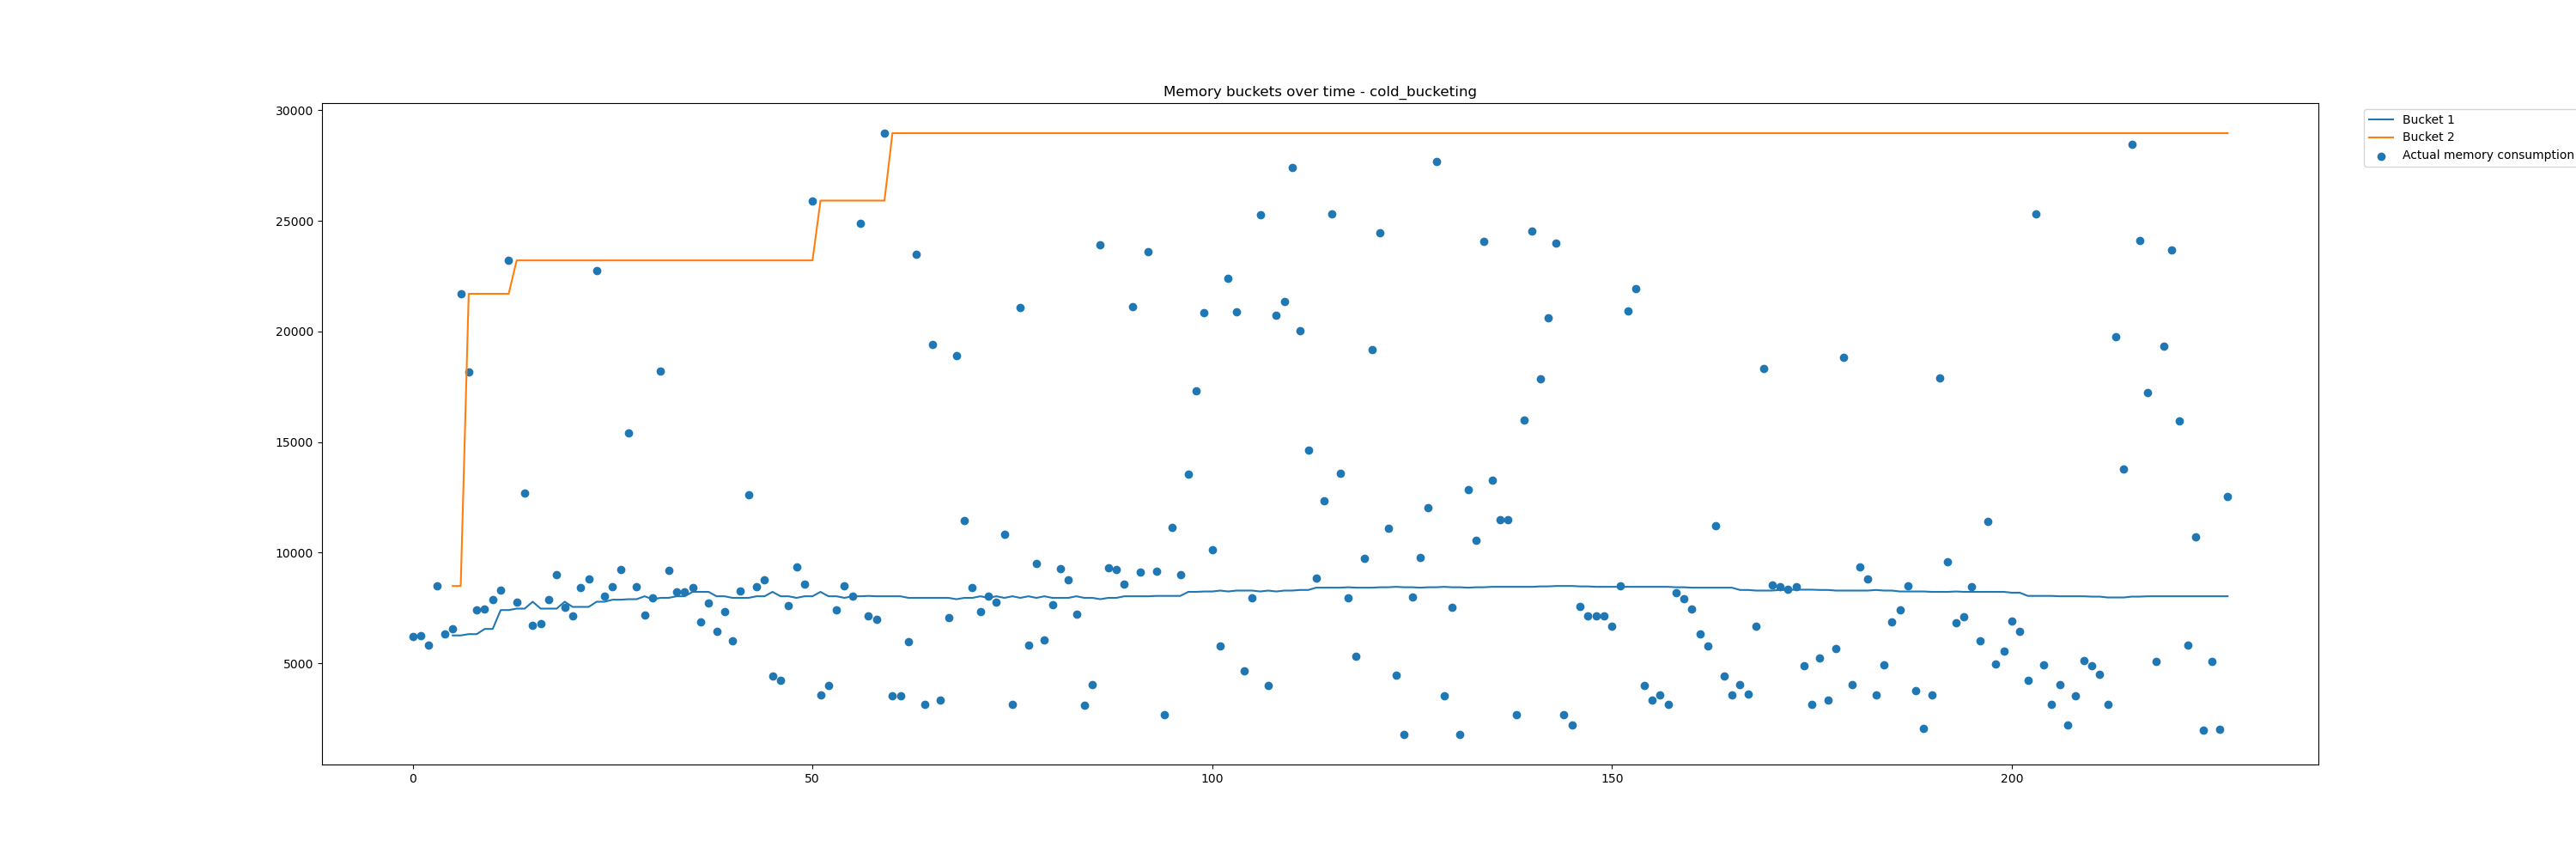 Memory buckets over time - cold_bucketing
30000
25000
20000
15000
10000
5000
0
50
100
150
200
Bucket 1
Bucket 2
Actual memory consumption